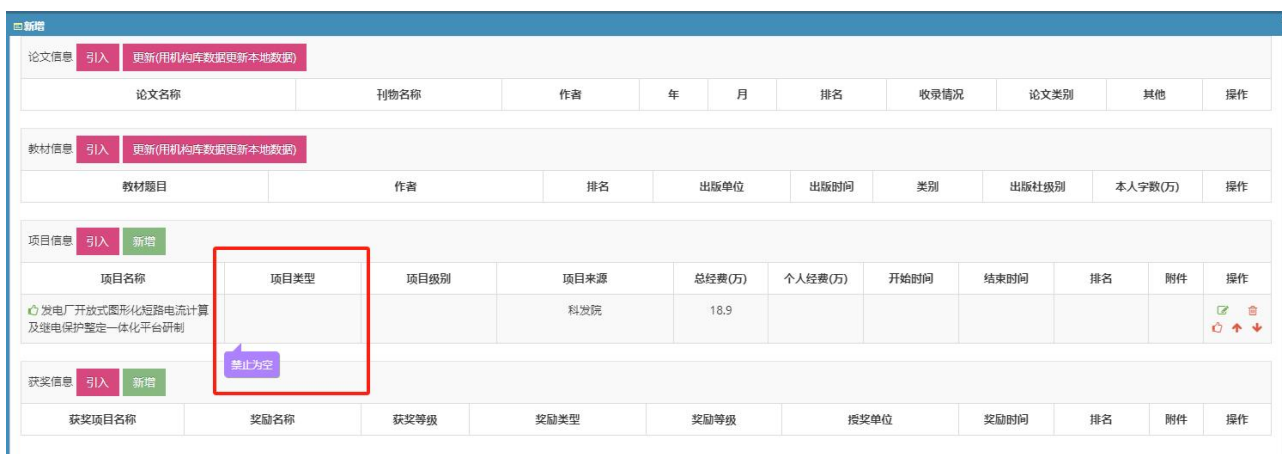 新增
论文信息 引入 更新(用机构库数据更新本地数据)
论文名称 刊物名称 作者 年 月 排名 收录情况 论文类别 其他 操作
教材信息 引入 更新(用机构库数据更新本地数据)
教材题目 作者 排名 出版单位 出版时间 类别 出版社级别 本人字数(万) 操作
项目信息 引入 新增
项目名称 项目类型 项目级别 项目来源 总经费(万) 个人经费(万) 开始时间 结束时间 排名 附件 操作
发电厂开放式图形化短路电流计算 科发院 18.9
及继电保护整定一体化平台研制
禁止为空
获奖信息 引入 新增
获奖项目名称 奖励名称 获奖等级 奖励类型 奖励等级 授奖单位 奖励时间 排名 附件 操作